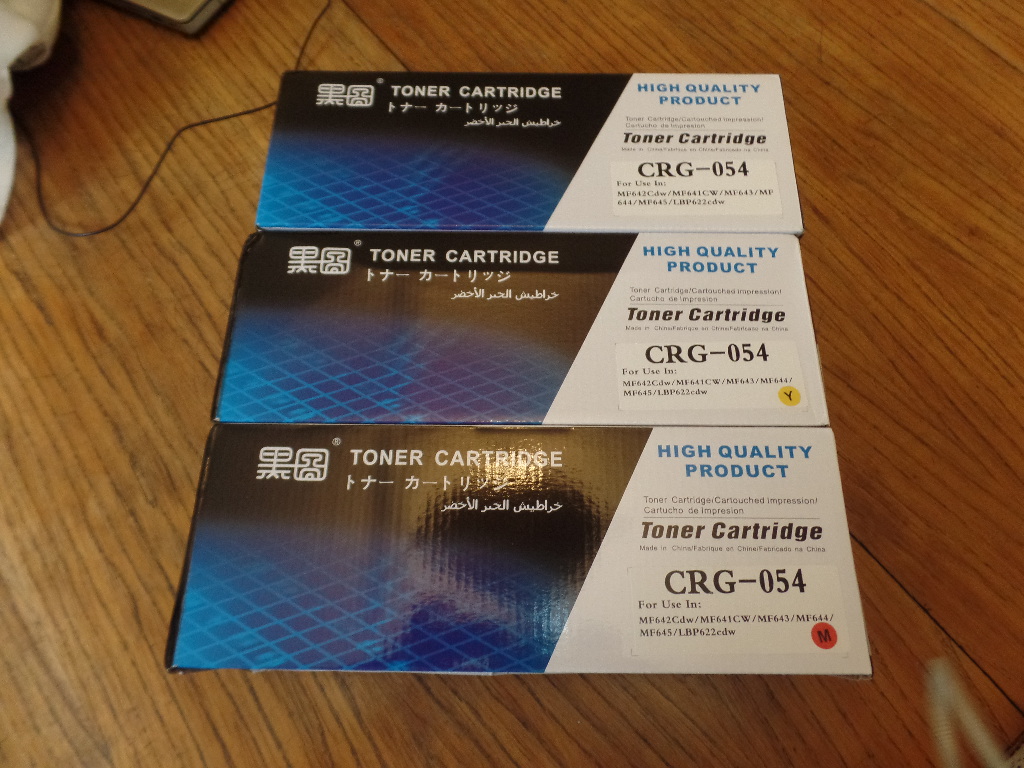 黑图®
TONER CARTRIDGE
トナー カートリッジ
خراطيش الحبر الأخضر
HIGH QUALITY
PRODUCT
Toner Cartridge/Cartouched Impression/
Cartucho de Impresion
Toner Cartridge
Made in China/Fabrique en Chine/Fabricado na China
CRG-054
For Use In:
MF642Cdw/MF641CW/MF643/MF
644/MF645/LBP622cdw
黑图®
TONER CARTRIDGE
トナー カートリッジ
خراطيش الحبر الأخضر
HIGH QUALITY
PRODUCT
Toner Cartridge/Cartouched Impression/
Cartucho de Impresion
Toner Cartridge
Made in China/Fabrique en Chine/Fabricado na China
CRG-054
For Use In:
MF642Cdw/MF641CW/MF643/MF644/
MF645/LBP622cdw
Y
黑图®
TONER CARTRIDGE
トナー カートリッジ
خراطيش الحبر الأخضر
HIGH QUALITY
PRODUCT
Toner Cartridge/Cartouched Impression/
Cartucho de Impresion
Toner Cartridge
Made in China/Fabrique en Chine/Fabricado na China
CRG-054
For Use In:
MF642Cdw/MF641CW/MF643/MF644/
MF645/LBP622cdw
M